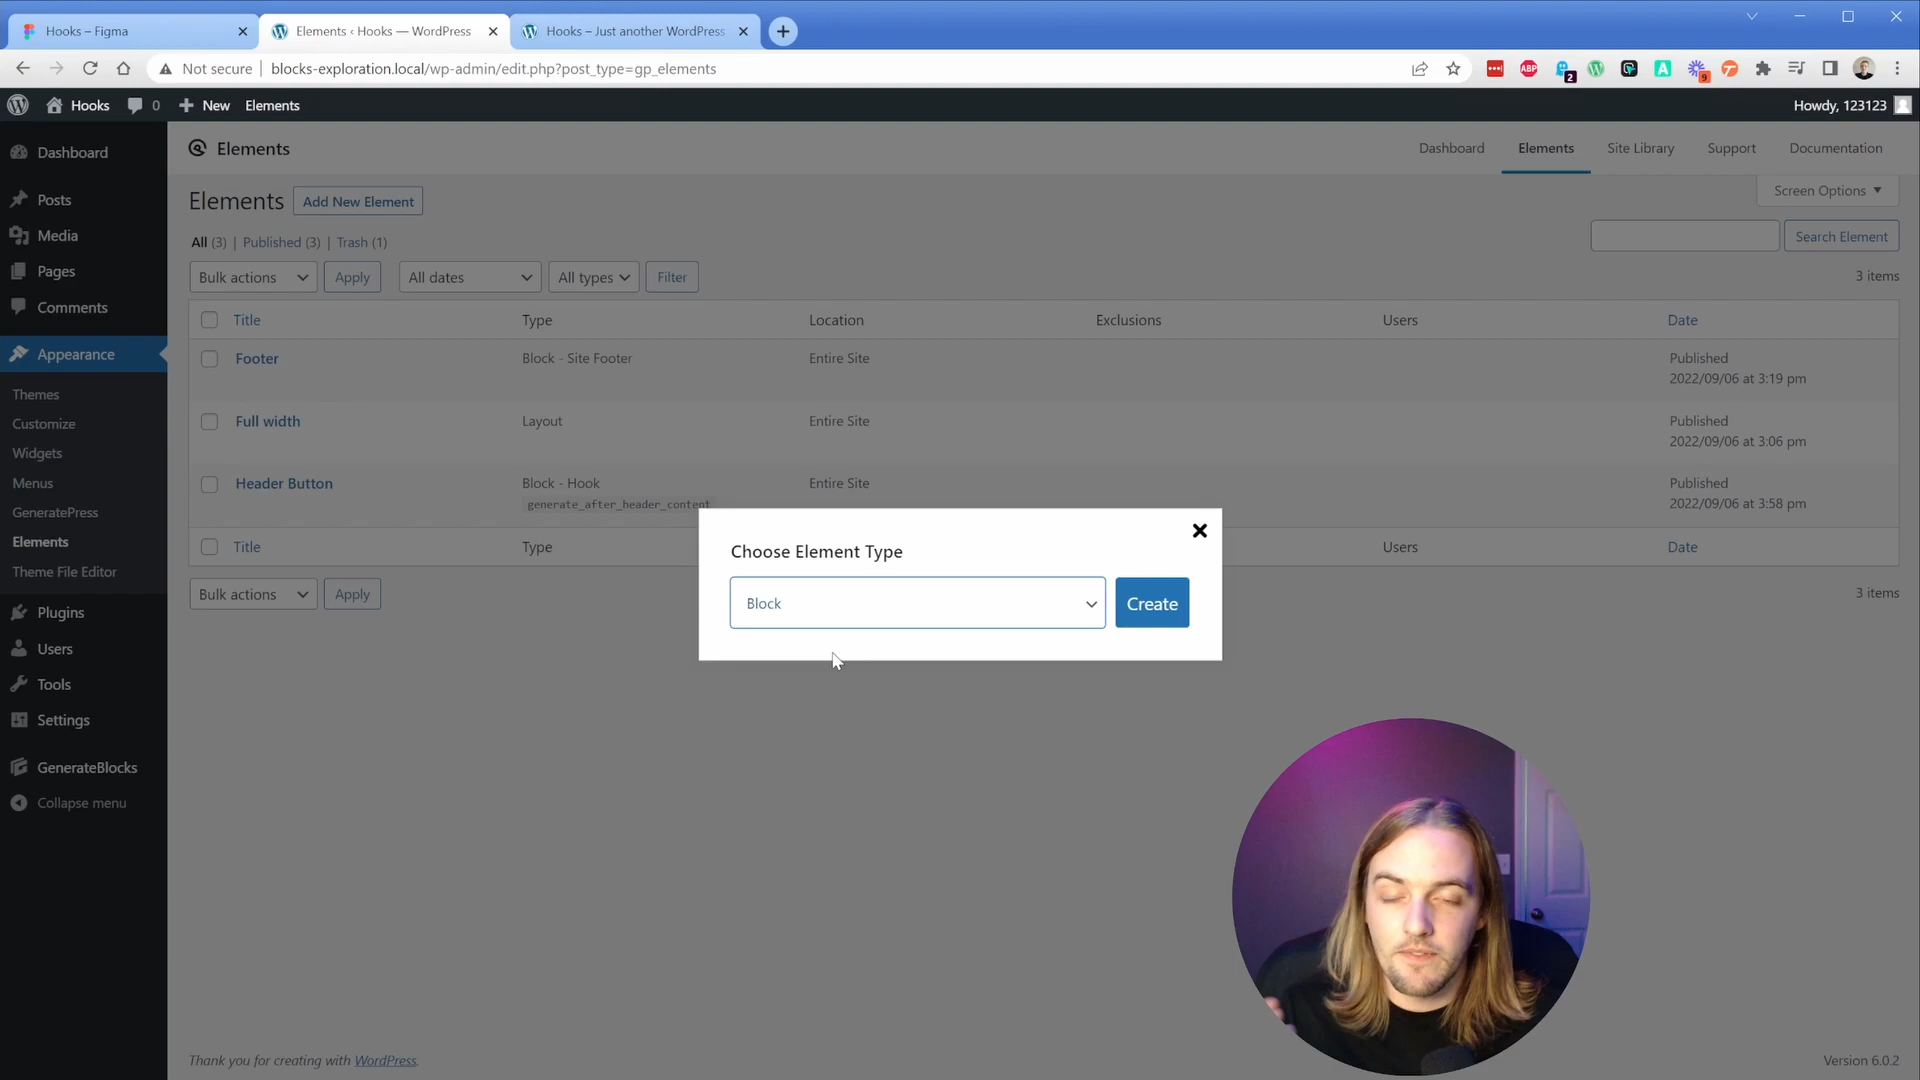 Hooks – Figma
Elements ‹ Hooks — WordPress
Hooks – Just another WordPress
Not secure
blocks-exploration.local/wp-admin/edit.php?post_type=gp_elements
ABP
2
A
9
Hooks
0
New
Elements
Howdy, 123123
Dashboard
Posts
Media
Pages
Comments
Appearance
Themes
Customize
Widgets
Menus
GeneratePress
Elements
Theme File Editor
Plugins
Users
Tools
Settings
GenerateBlocks
Collapse menu
Elements
Dashboard
Elements
Site Library
Support
Documentation
Screen Options
Elements
Add New Element
All (3) | Published (3) | Trash (1)
Search Element
Bulk actions
Apply
All dates
All types
Filter
3 items
Title Type Location Exclusions Users Date
Footer Block - Site Footer Entire Site Published
2022/09/06 at 3:19 pm
Full width Layout Entire Site Published
2022/09/06 at 3:06 pm
Header Button Block - Hook Entire Site Published
generate_after_header_content 2022/09/06 at 3:58 pm
Title Type Users Date
Bulk actions
Apply
3 items
Choose Element Type
Block
Create
Thank you for creating with WordPress.
Version 6.0.2